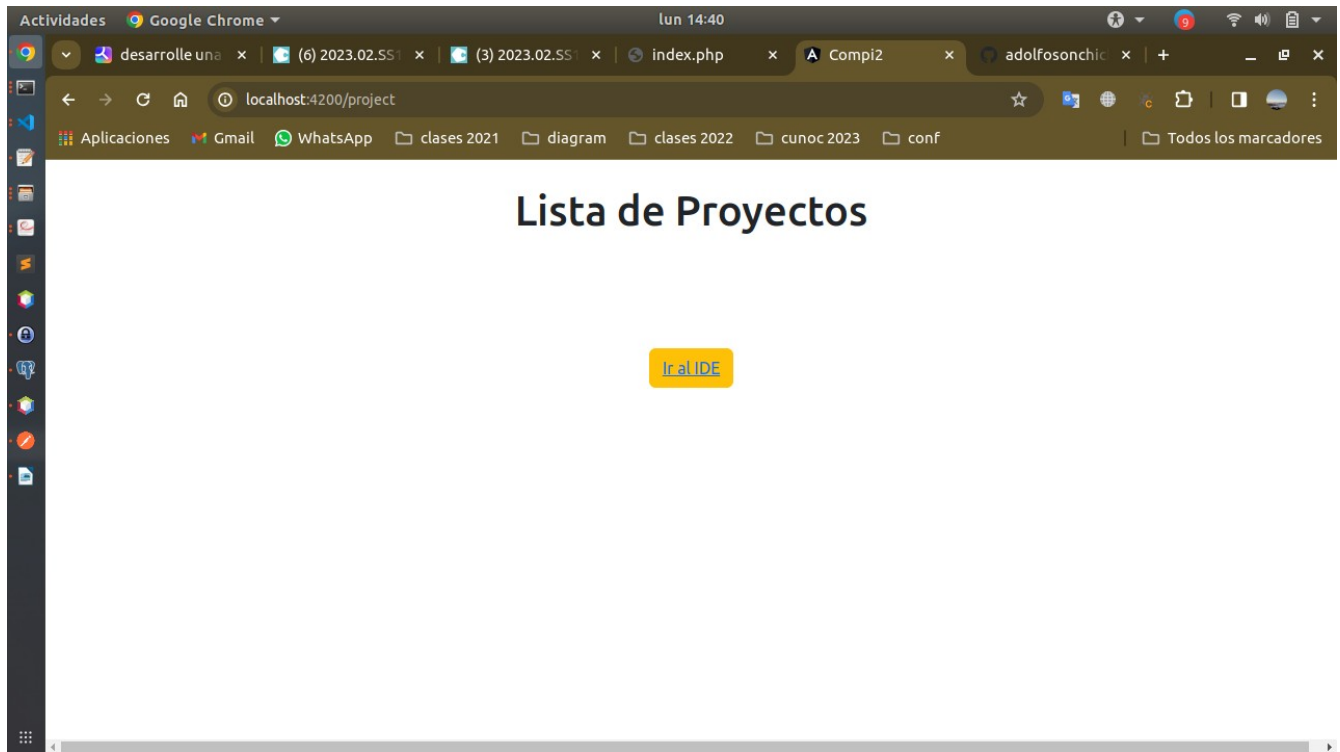 Actividades Google Chrome lun 14:40 9
desarrolle una (6) 2023.02.SS1 (3) 2023.02.SS1 index.php Compi2 adolfosonchic
localhost:4200/project
Aplicaciones Gmail WhatsApp clases 2021 diagram clases 2022 cunoc 2023 conf Todos los marcadores
Lista de Proyectos
Ir al IDE